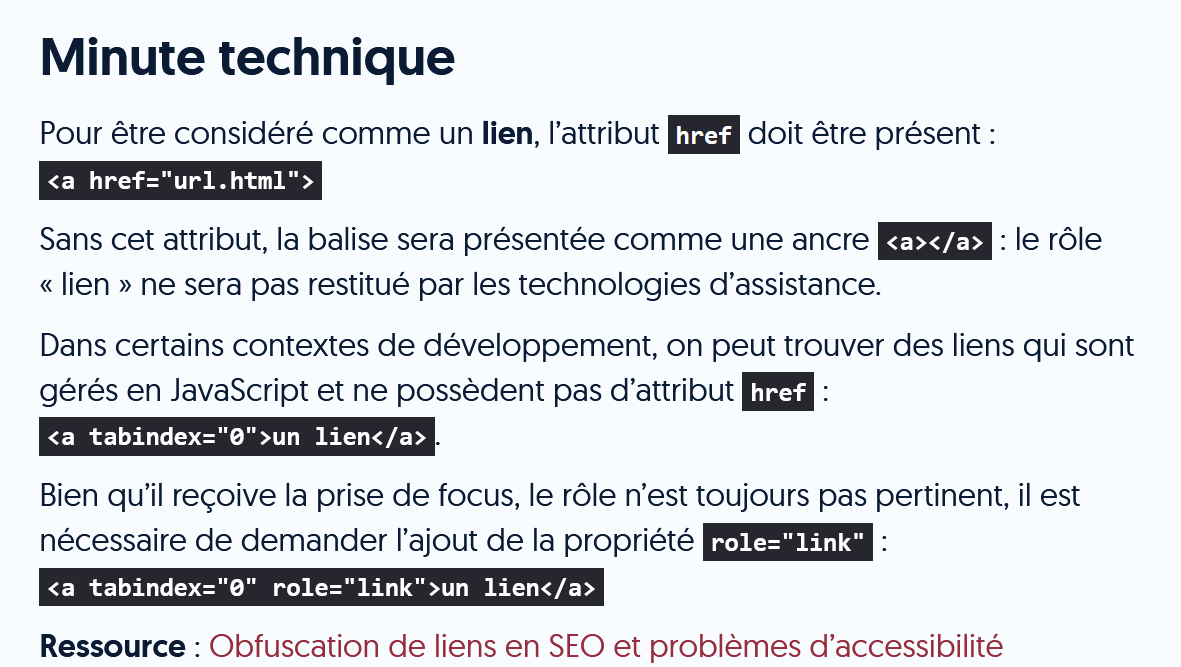 Minute technique
Pour être considéré comme un lien, l’attribut href doit être présent :
<a href="url.html">
Sans cet attribut, la balise sera présentée comme une ancre <a></a> : le rôle
« lien » ne sera pas restitué par les technologies d’assistance.
Dans certains contextes de développement, on peut trouver des liens qui sont
gérés en JavaScript et ne possèdent pas d’attribut href :
<a tabindex="0">un lien</a>.
Bien qu’il reçoive la prise de focus, le rôle n’est toujours pas pertinent, il est
nécessaire de demander l’ajout de la propriété role="link" :
<a tabindex="0" role="link">un lien</a>
Ressource : Obfuscation de liens en SEO et problèmes d’accessibilité